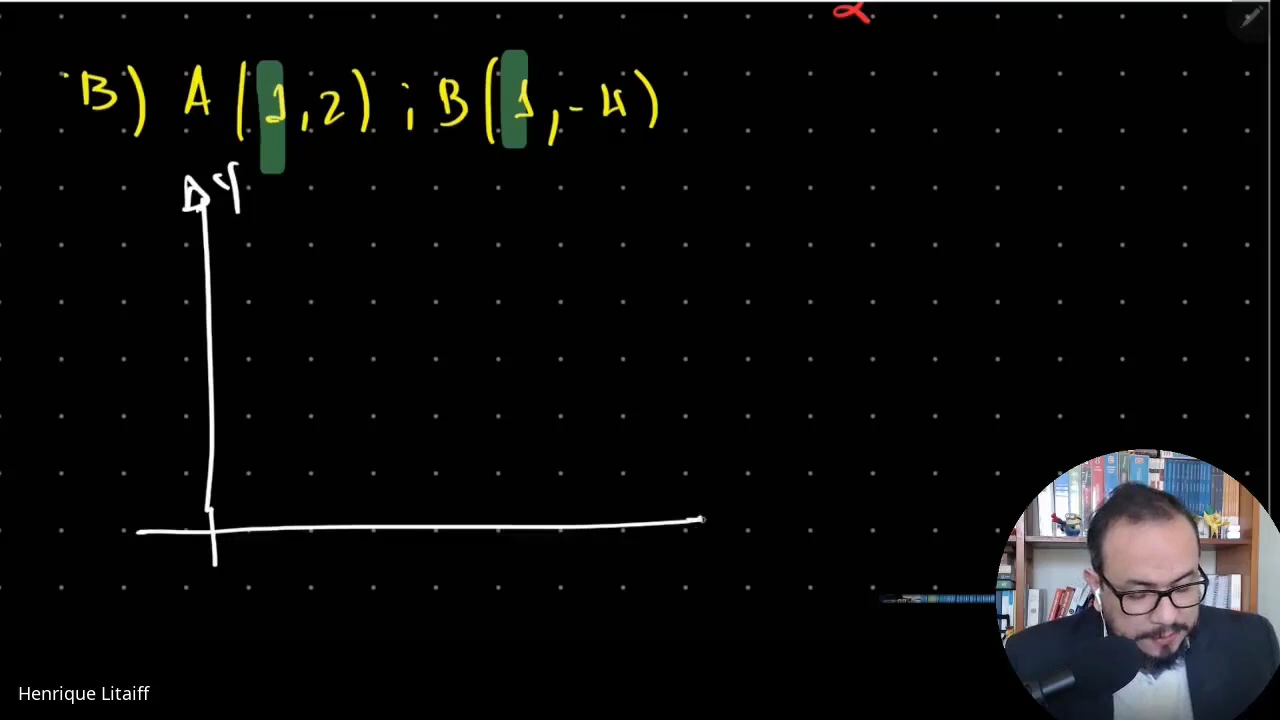 B) A(1,2) ; B(1,-4)
y
Henrique Litaiff